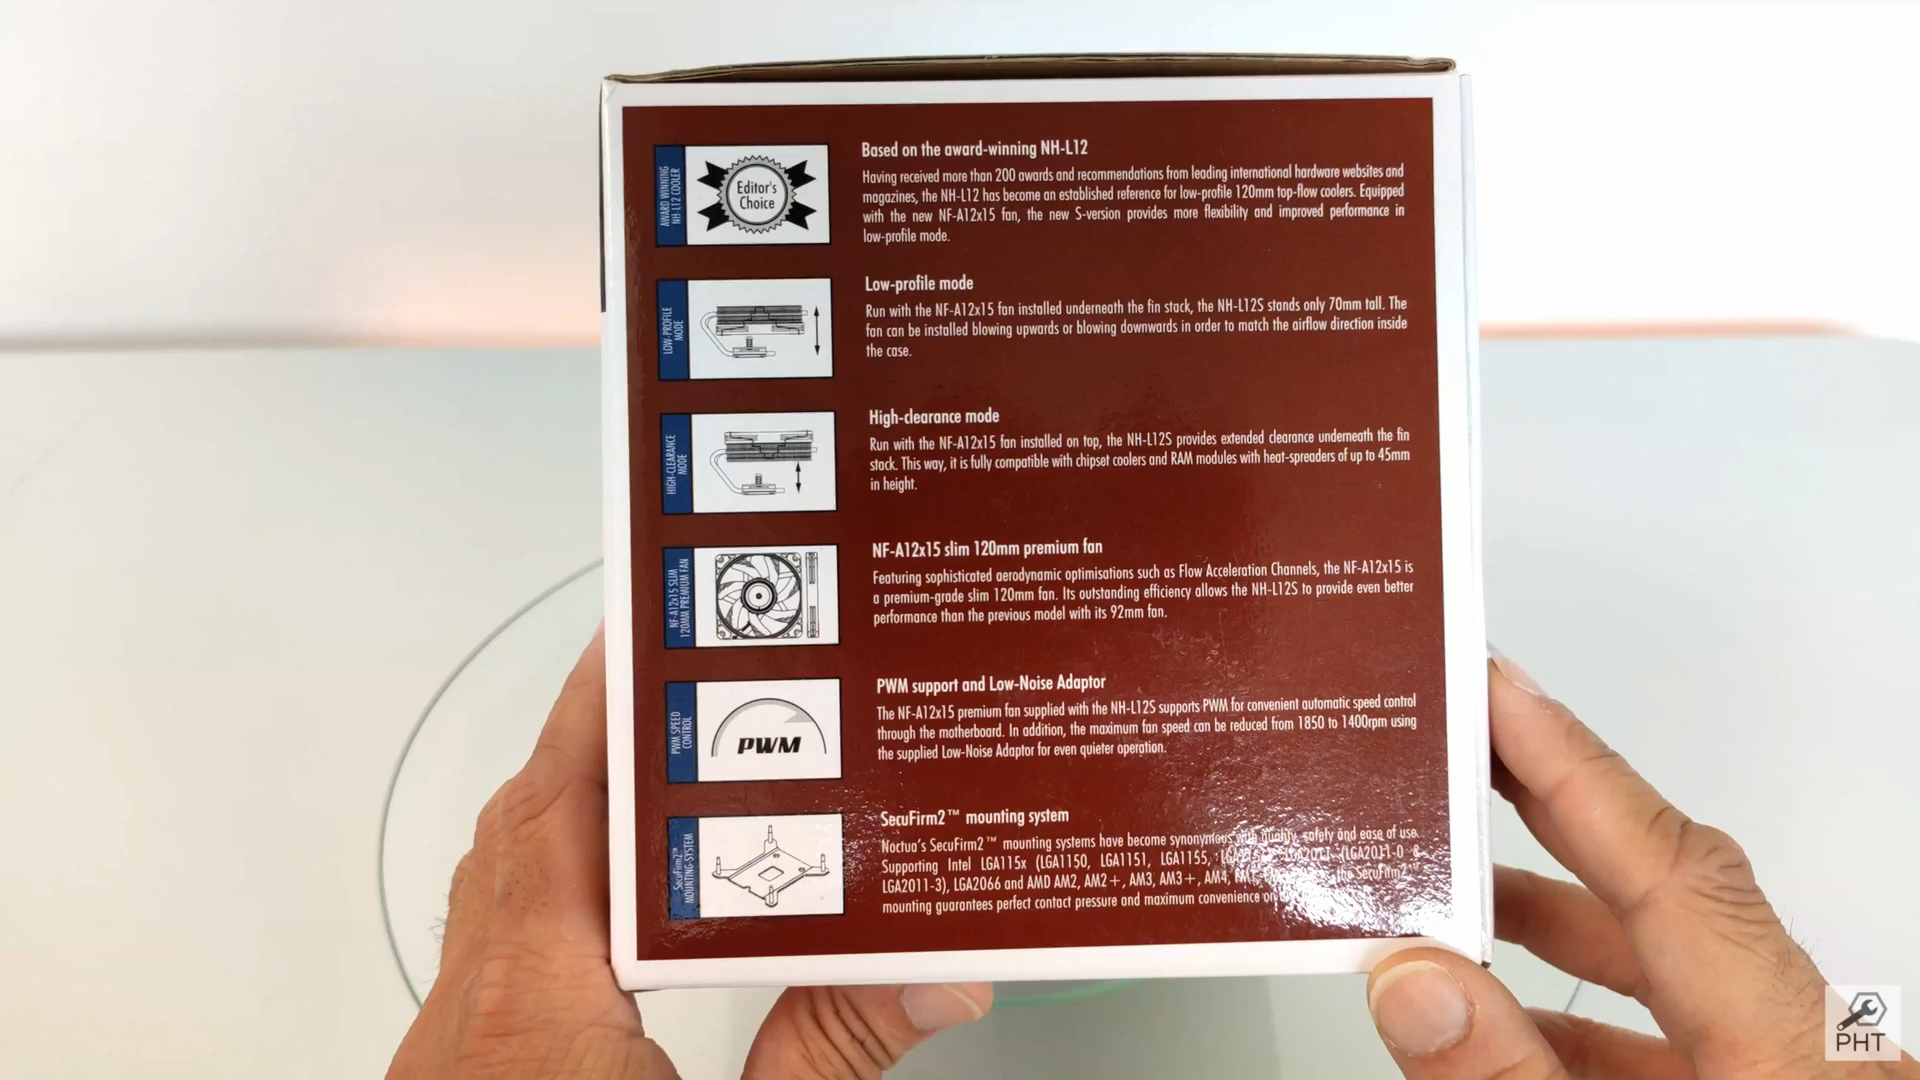 AWARD WINNING
NH-L12 COOLER
Editor's
Choice
Based on the award-winning NH-L12
Having received more than 200 awards and recommendations from leading international hardware websites and
magazines, the NH-L12 has become an established reference for low-profile 120mm top-flow coolers. Equipped
with the new NF-A12x15 fan, the new S-version provides more flexibility and improved performance in
low-profile mode.
LOW-PROFILE
MODE
Low-profile mode
Run with the NF-A12x15 fan installed underneath the fin stack, the NH-L12S stands only 70mm tall. The
fan can be installed blowing upwards or blowing downwards in order to match the airflow direction inside
the case.
HIGH-CLEARANCE
MODE
High-clearance mode
Run with the NF-A12x15 fan installed on top, the NH-L12S provides extended clearance underneath the fin
stack. This way, it is fully compatible with chipset coolers and RAM modules with heat-spreaders of up to 45mm
in height.
NF-A12x15 SLIM
120MM PREMIUM FAN
NF-A12x15 slim 120mm premium fan
Featuring sophisticated aerodynamic optimisations such as Flow Acceleration Channels, the NF-A12x15 is
a premium-grade slim 120mm fan. Its outstanding efficiency allows the NH-L12S to provide even better
performance than the previous model with its 92mm fan.
PWM SPEED
CONTROL
PWM
PWM support and Low-Noise Adaptor
The NF-A12x15 premium fan supplied with the NH-L12S supports PWM for convenient automatic speed control
through the motherboard. In addition, the maximum fan speed can be reduced from 1850 to 1400rpm using
the supplied Low-Noise Adaptor for even quieter operation.
SecuFirm2™
MOUNTING-SYSTEM
SecuFirm2™ mounting system
Noctua's SecuFirm2™ mounting systems have become synonymous with quality, safety and ease of use.
Supporting Intel LGA115x (LGA1150, LGA1151, LGA1155, (LGA2011-0 &
LGA2011-3), LGA2066 and AMD AM2, AM2+, AM3, AM3+, AM4, the SecuFirm2™
mounting guarantees perfect contact pressure and maximum convenience on
PHT